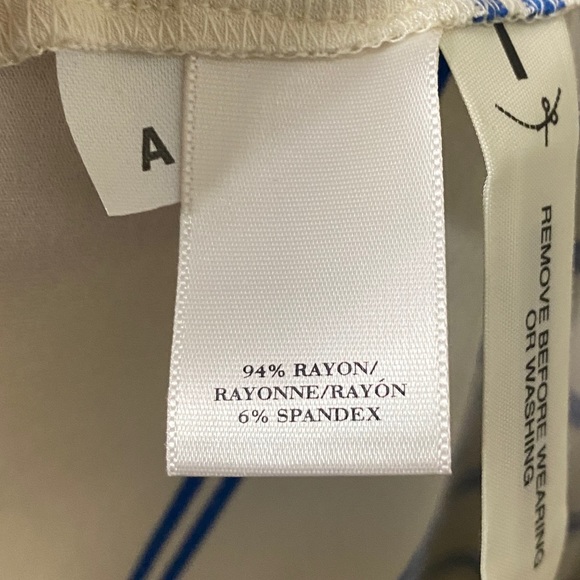 A
94% RAYON/
RAYONNE/RAYÓN
6% SPANDEX
REMOVE BEFORE WEARING
OR WASHING